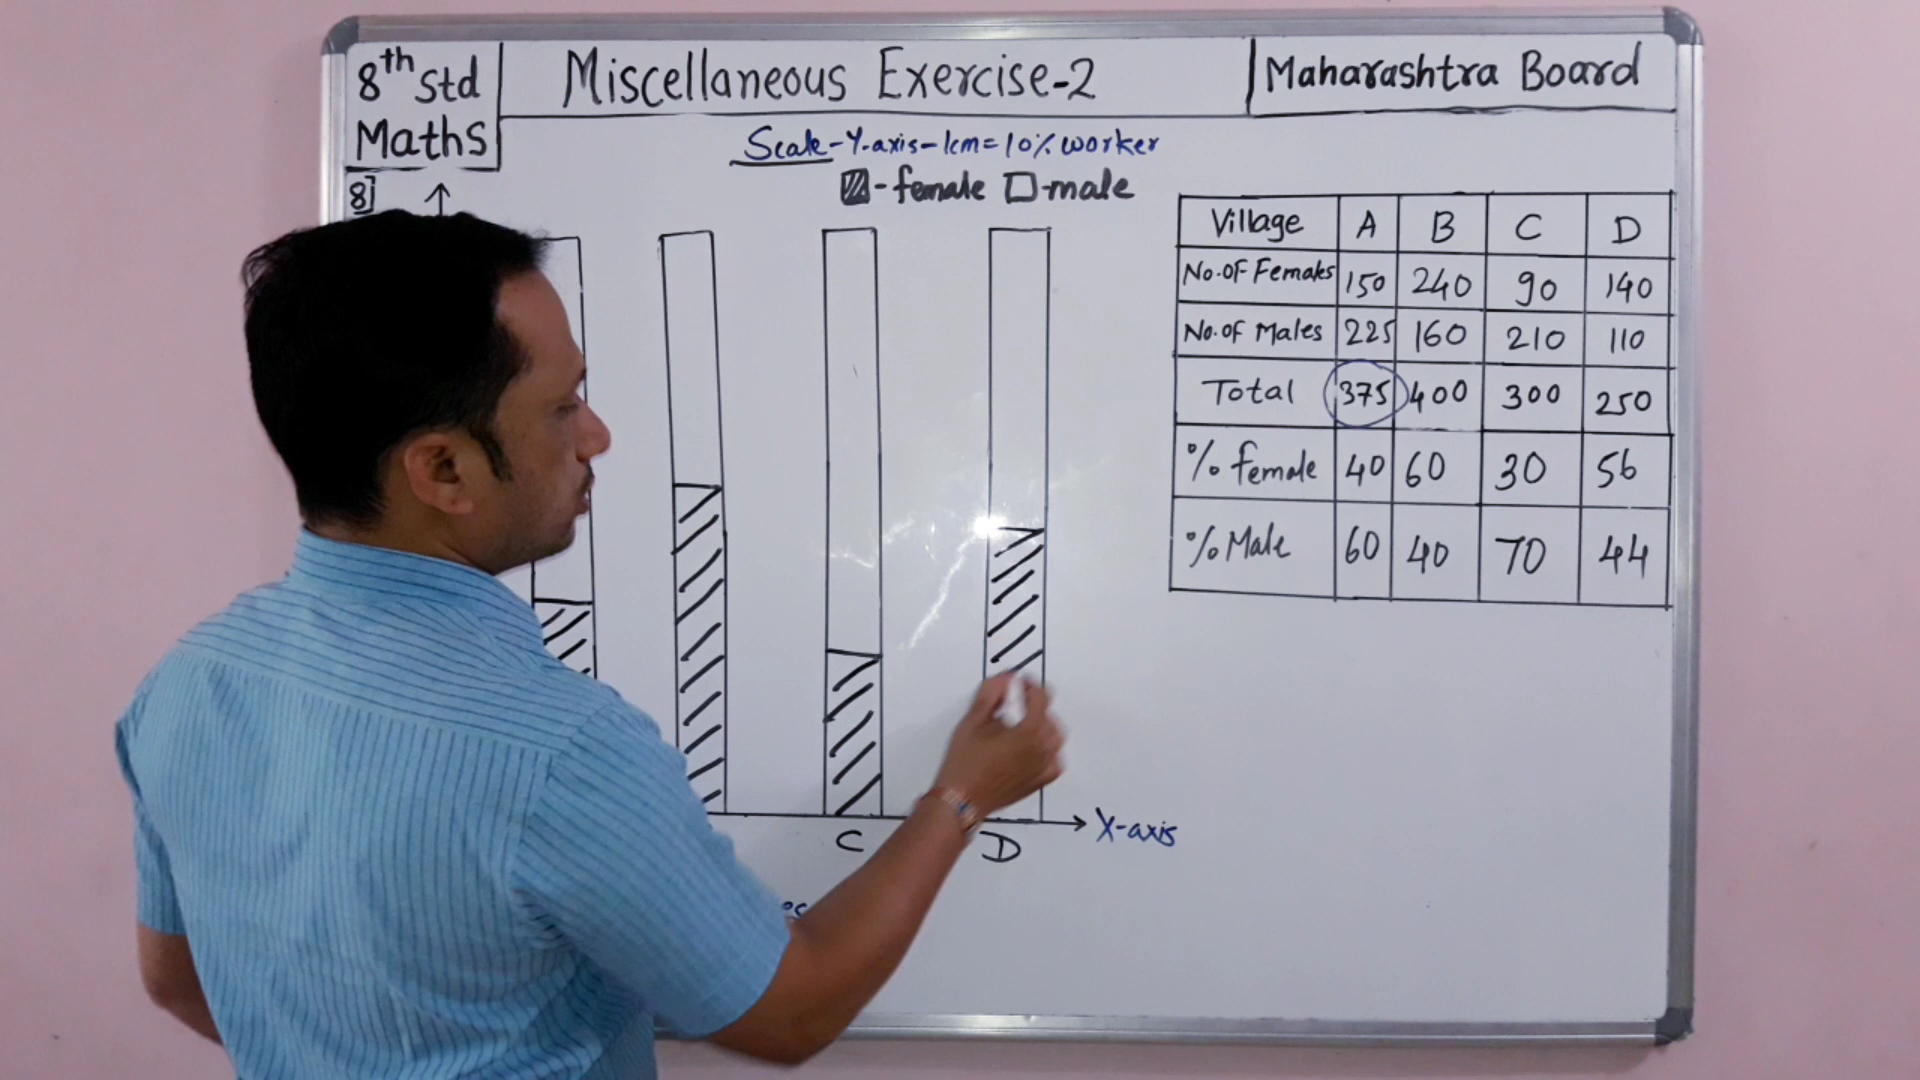 8th Std
Maths
Miscellaneous Exercise-2
Maharashtra Board
Scale-Y-axis-1cm=10% worker
-female -male
8]
Village A B C D
No.of Females 150 240 90 140
No.of Males 225 160 210 110
Total 375 400 300 250
% female 40 60 30 56
% Male 60 40 70 44
C D
X-axis